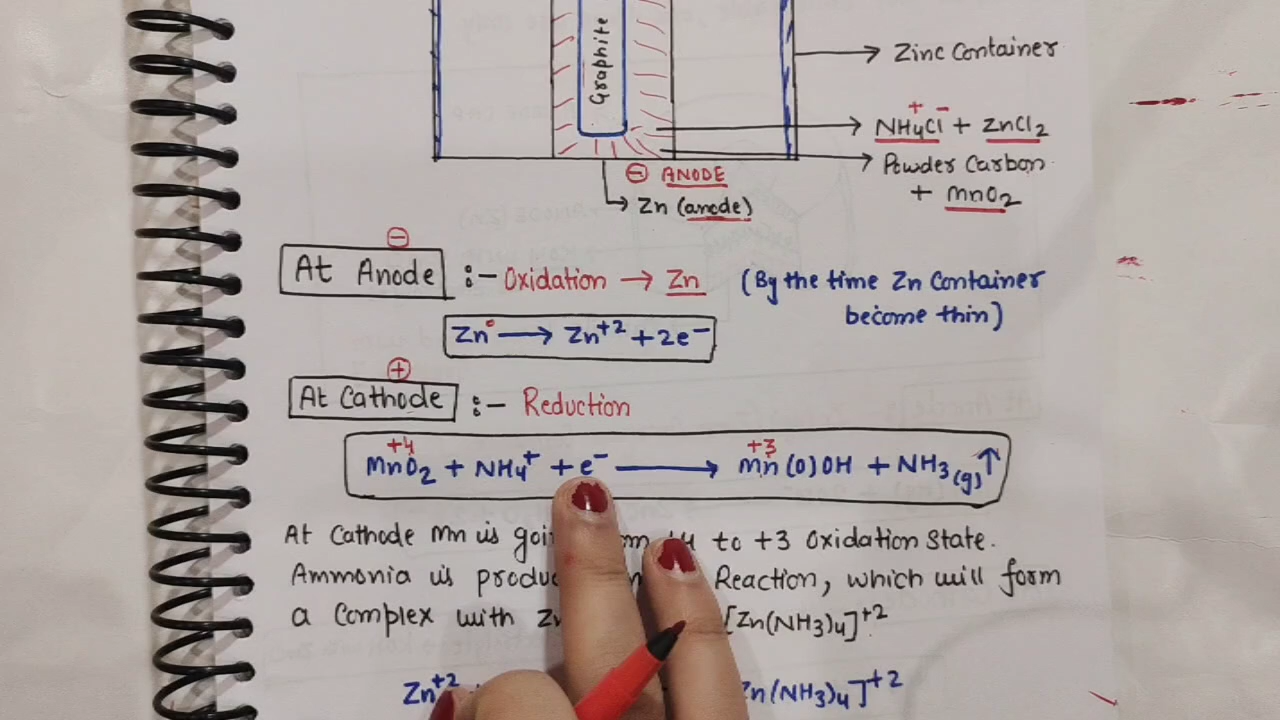 Graphite
Zinc Container
+ -
NH4Cl + ZnCl2
Powder Carbon
+ MnO2
⊖ ANODE
Zn (anode)
⊖
At Anode :- Oxidation → Zn (By the time Zn Container
become thin)
Zn° → Zn+2 + 2e-
⊕
At Cathode :- Reduction
+4 +3
MnO2 + NH4+ + e- → Mn(O)OH + NH3(g)↑
At Cathode Mn is to +3 Oxidation State.
Ammonia is Reaction, which will form
a Complex with [Zn(NH3)4]+2
Zn+2 Zn(NH3)4]+2